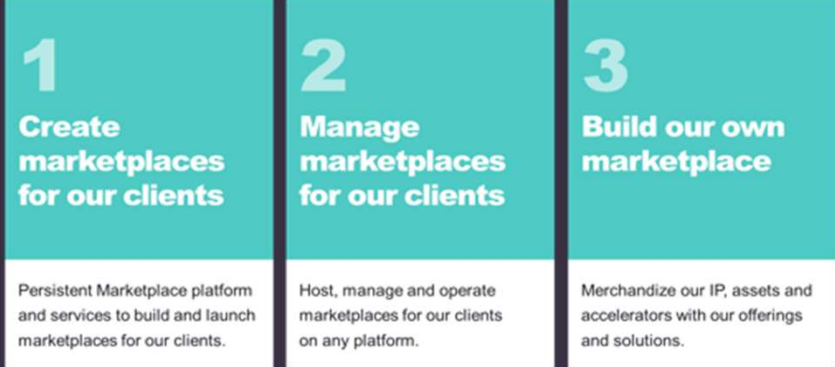 1
Create
marketplaces
for our clients
Persistent Marketplace platform
and services to build and launch
marketplaces for our clients.
2
Manage
marketplaces
for our clients
Host, manage and operate
marketplaces for our clients
on any platform.
3
Build our own
marketplace
Merchandize our IP, assets and
accelerators with our offerings
and solutions.